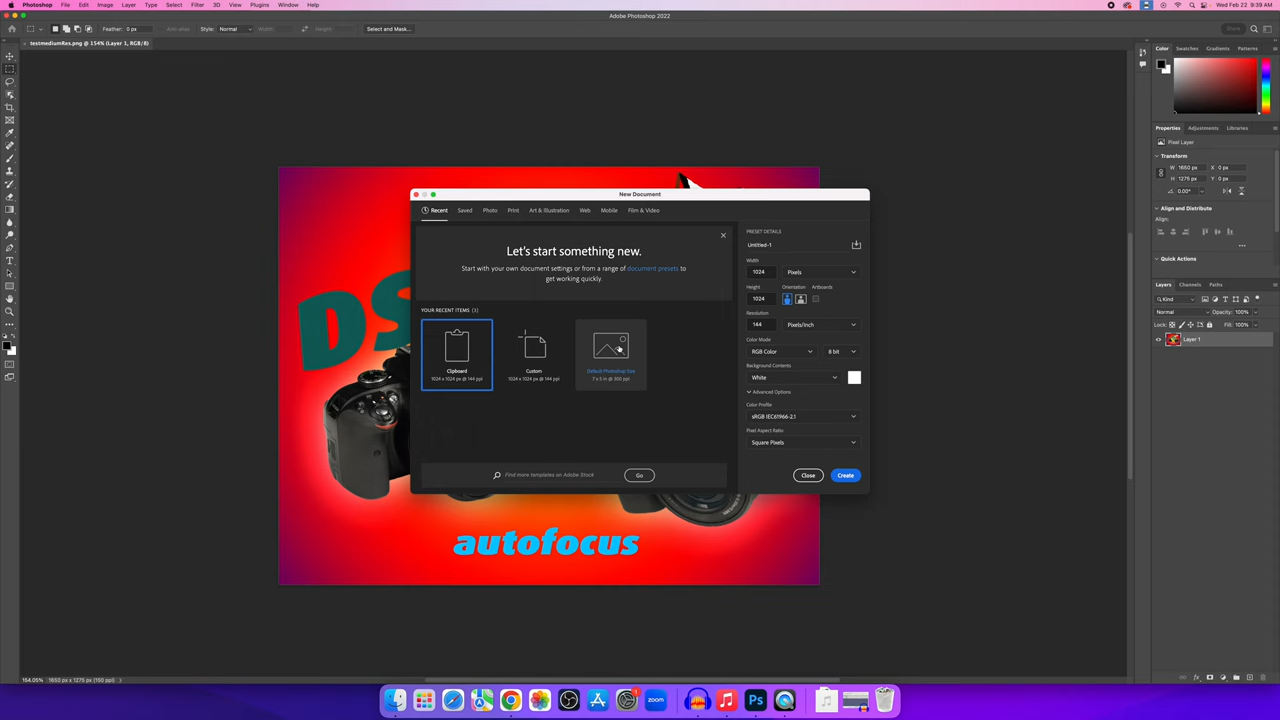 Photoshop File Edit Image Layer Type Select Filter 3D View Plugins Window Help Wed Feb 22 9:39 AM
Adobe Photoshop 2022
Feather: 0 px Anti-alias Style: Normal Width: Height: Select and Mask... Share
testmediumRes.png @ 154% (Layer 1, RGB/8)
Color Swatches Gradients Patterns
Properties Adjustments Libraries
Pixel Layer
Transform
W 1650 px X 0 px
H 1275 px Y 0 px
0.00°
Align and Distribute
Align:
Quick Actions
Layers Channels Paths
Kind
Normal Opacity: 100%
Lock: Fill: 100%
Layer 1
DS
autofocus
New Document
Recent Saved Photo Print Art & Illustration Web Mobile Film & Video
Let's start something new.
Start with your own document settings or from a range of document presets to
get working quickly.
YOUR RECENT ITEMS (3)
Clipboard
1024 x 1024 px @ 144 ppi
Custom
1024 x 1024 px @ 144 ppi
Default Photoshop Size
7 x 5 in @ 300 ppi
Find more templates on Adobe Stock Go
PRESET DETAILS
Untitled-1
Width
1024 Pixels
Height Orientation Artboards
1024
Resolution
144 Pixels/Inch
Color Mode
RGB Color 8 bit
Background Contents
White
Advanced Options
Color Profile
sRGB IEC61966-2.1
Pixel Aspect Ratio
Square Pixels
Close Create
154.05% 1650 px x 1275 px (150 ppi)
1
zoom
Ps